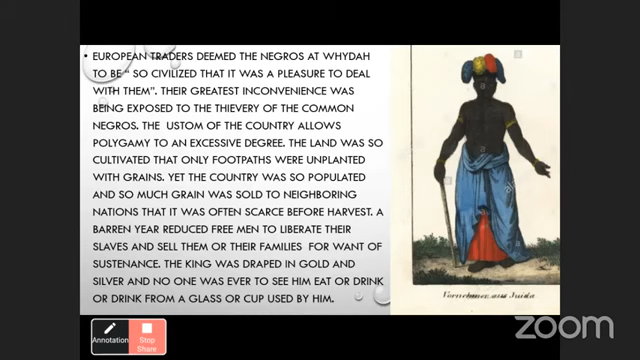 • EUROPEAN TRADERS DEEMED THE NEGROS AT WHYDAH
TO BE “ SO CIVILIZED THAT IT WAS A PLEASURE TO DEAL
WITH THEM”. THEIR GREATEST INCONVENIENCE WAS
BEING EXPOSED TO THE THIEVERY OF THE COMMON
NEGROS. THE USTOM OF THE COUNTRY ALLOWS
POLYGAMY TO AN EXCESSIVE DEGREE. THE LAND WAS SO
CULTIVATED THAT ONLY FOOTPATHS WERE UNPLANTED
WITH GRAINS. YET THE COUNTRY WAS SO POPULATED
AND SO MUCH GRAIN WAS SOLD TO NEIGHBORING
NATIONS THAT IT WAS OFTEN SCARCE BEFORE HARVEST. A
BARREN YEAR REDUCED FREE MEN TO LIBERATE THEIR
SLAVES AND SELL THEM OR THEIR FAMILIES FOR WANT OF
SUSTENANCE. THE KING WAS DRAPED IN GOLD AND
SILVER AND NO ONE WAS EVER TO SEE HIM EAT OR DRINK
OR DRINK FROM A GLASS OR CUP USED BY HIM.
aus Juida
Annotation
Stop
Share
zoom